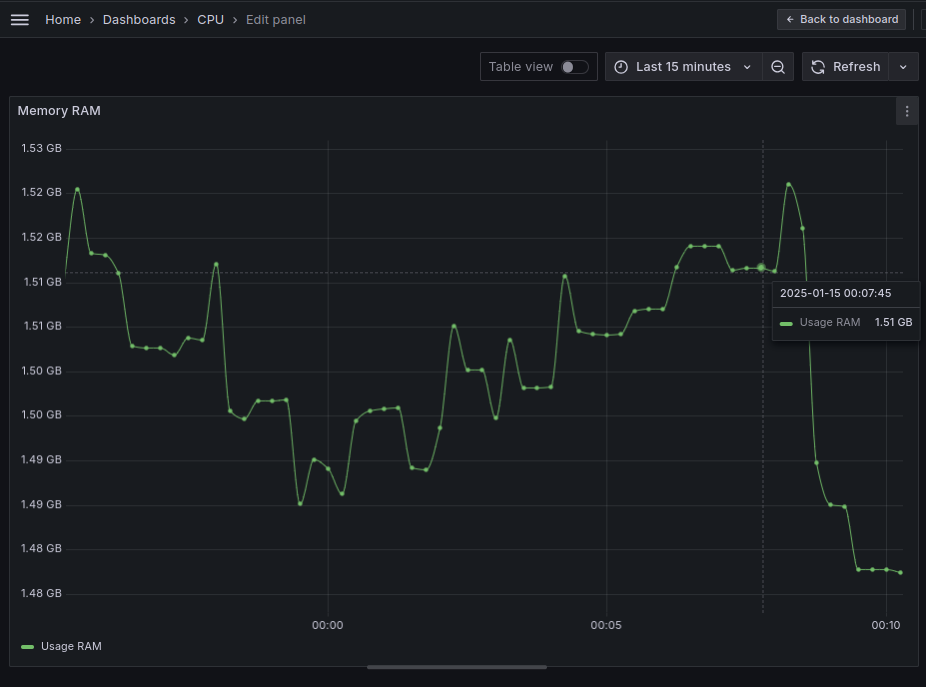 Home > Dashboards > CPU > Edit panel
← Back to dashboard
Table view
Last 15 minutes
Refresh
Memory RAM
1.53 GB
1.52 GB
1.52 GB
1.51 GB
1.51 GB
1.50 GB
1.50 GB
1.49 GB
1.49 GB
1.48 GB
1.48 GB
2025-01-15 00:07:45
Usage RAM 1.51 GB
00:00 00:05 00:10
Usage RAM